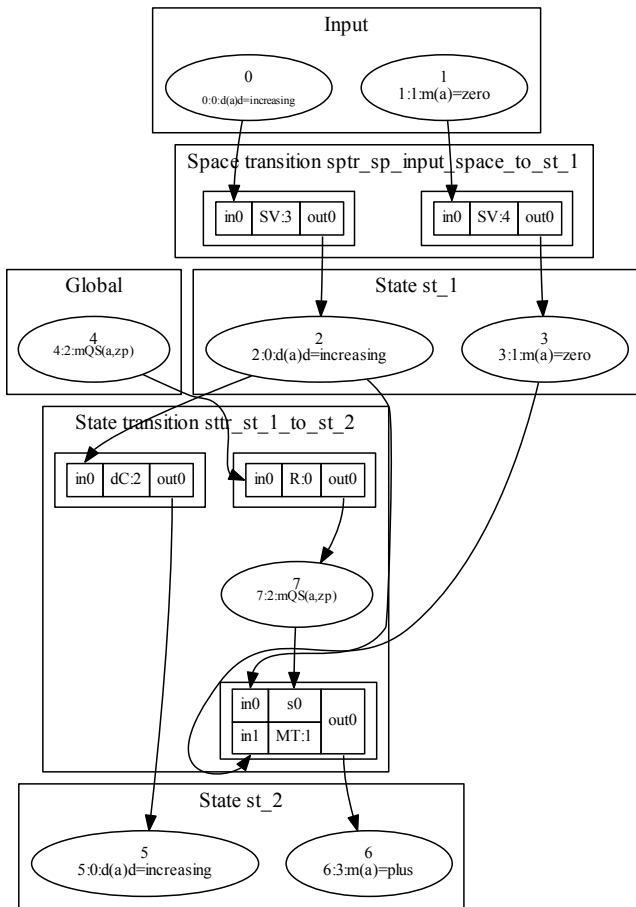 Input
0
0:0:d(a)d=increasing
1
1:1:m(a)=zero
Space transition sptr_sp_input_space_to_st_1
in0 SV:3 out0
in0 SV:4 out0
Global
4
4:2:mQS(a,zp)
State st_1
2
2:0:d(a)d=increasing
3
3:1:m(a)=zero
State transition sttr_st_1_to_st_2
in0 dC:2 out0
in0 R:0 out0
7
7:2:mQS(a,zp)
in0 s0 out0
in1 MT:1
State st_2
5
5:0:d(a)d=increasing
6
6:3:m(a)=plus